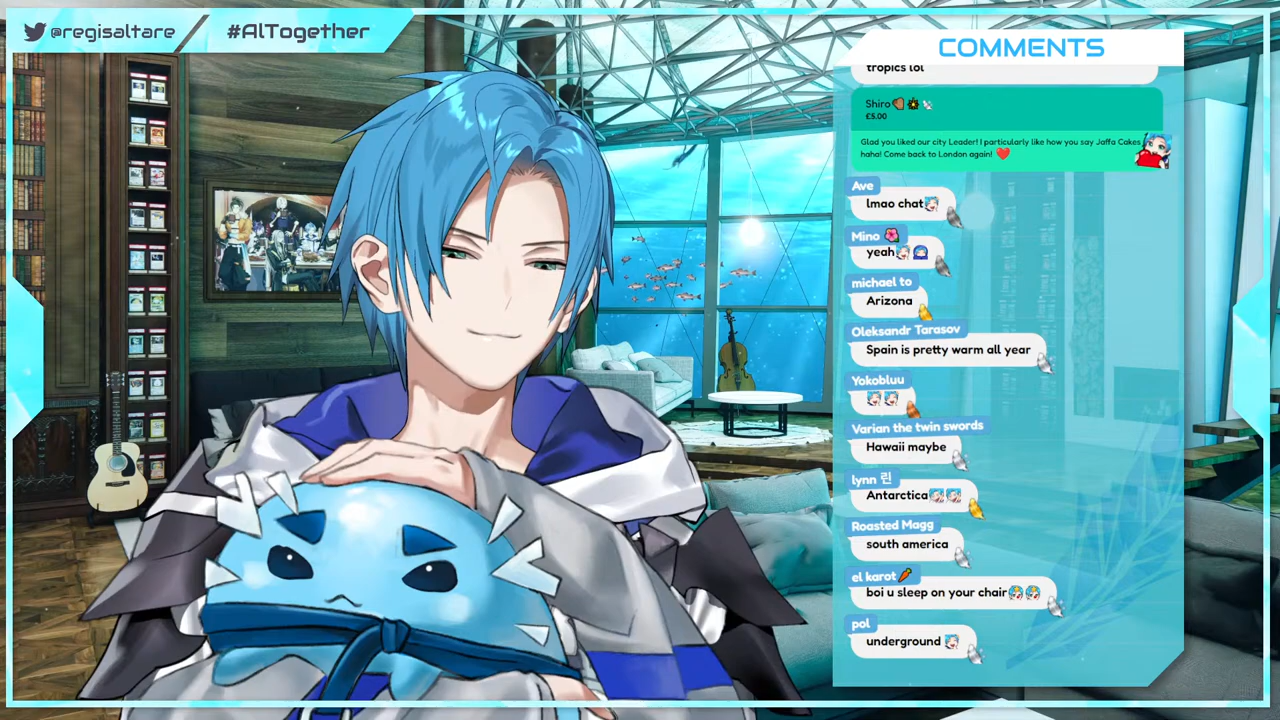 @regisaltare
#AlTogether
COMMENTS
tropics lol
Shiro
£5.00
Glad you liked our city Leader! I particularly like how you say Jaffa Cakes
haha! Come back to London again! ❤️
Ave
lmao chat
Mino 🌺
yeah
michael to
Arizona
Oleksandr Tarasov
Spain is pretty warm all year
Yokobluu
Varian the twin swords
Hawaii maybe
lynn 린
Antarctica
Roasted Magg
south america
el karot🥕
boi u sleep on your chair
pol
underground